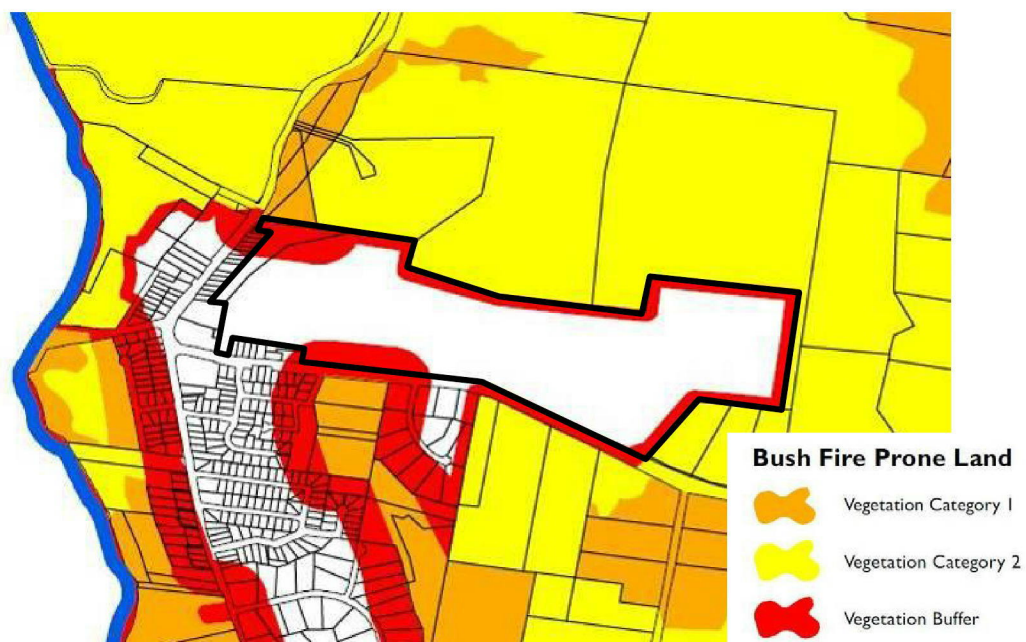 Bush Fire Prone Land
Vegetation Category 1
Vegetation Category 2
Vegetation Buffer